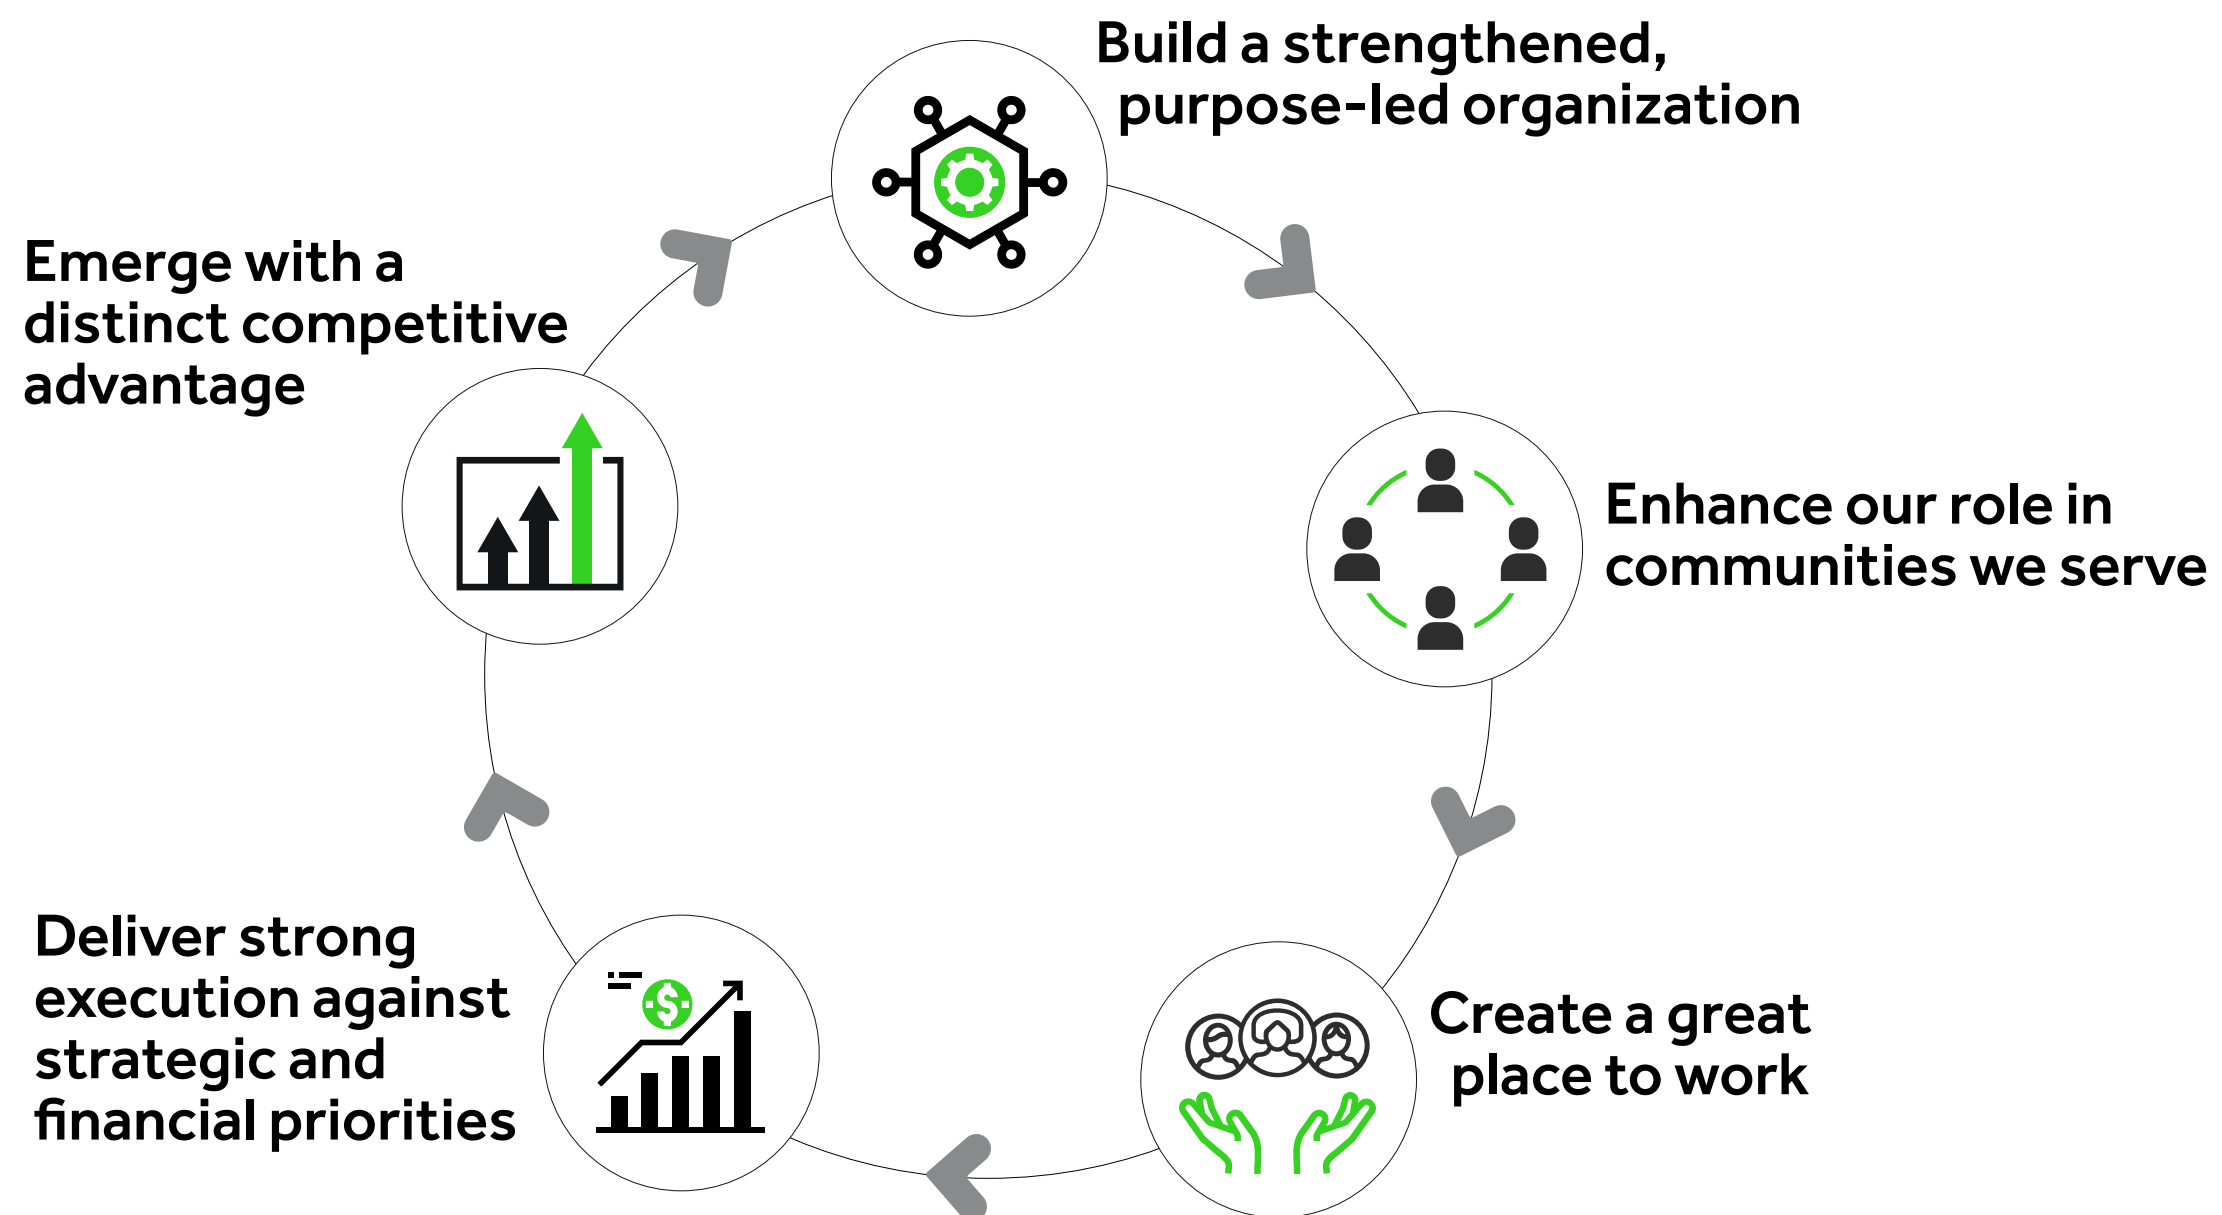 Build a strengthened,
purpose-led organization
Enhance our role in
communities we serve
Create a great
place to work
Deliver strong
execution against
strategic and
financial priorities
Emerge with a
distinct competitive
advantage
$